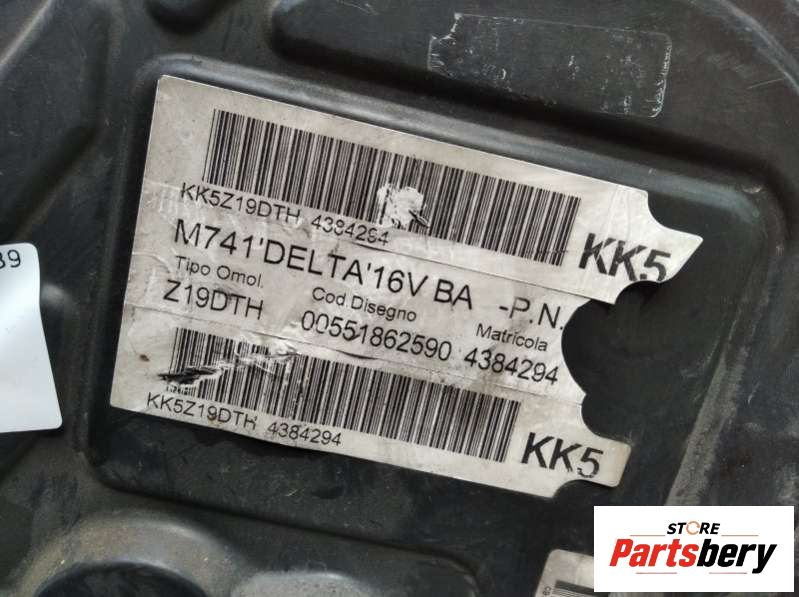 KK5Z19DTH 4384294
KK5
M741'DELTA'16V BA -P.N.
Tipo Omol. Cod.Disegno Matricola
Z19DTH 00551862590 4384294
KK5Z19DTH 4384294
KK5
39
STORE
Partsbery